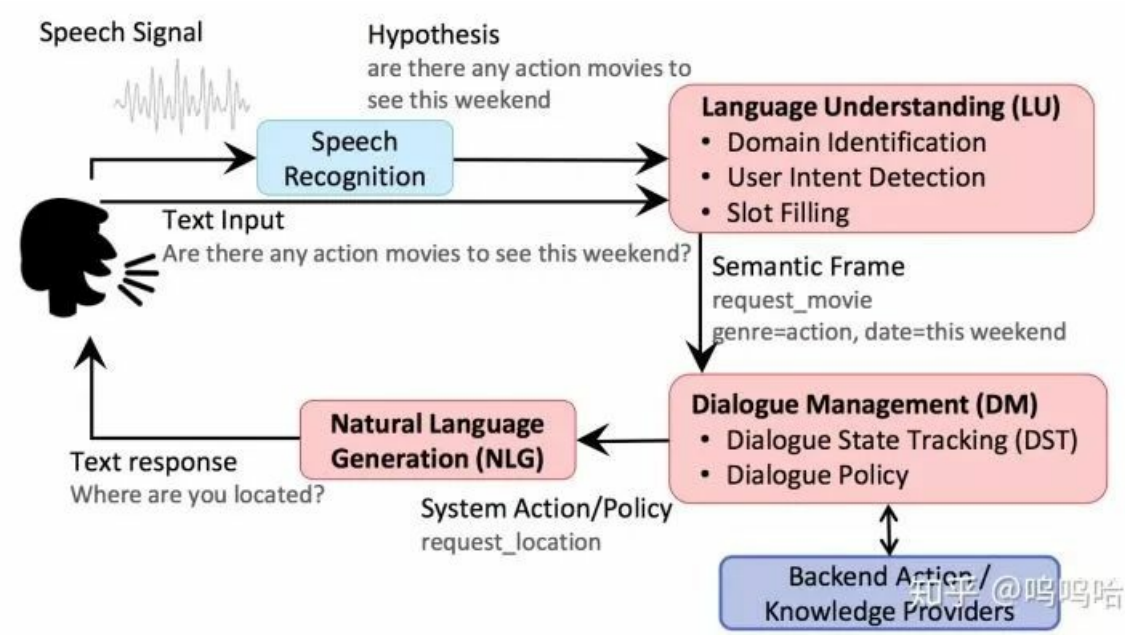 Speech Signal
Hypothesis
are there any action movies to
see this weekend
Speech
Recognition
Language Understanding (LU)
• Domain Identification
• User Intent Detection
• Slot Filling
Text Input
Are there any action movies to see this weekend?
Semantic Frame
request_movie
genre=action, date=this weekend
Dialogue Management (DM)
• Dialogue State Tracking (DST)
• Dialogue Policy
Natural Language
Generation (NLG)
Text response
Where are you located?
System Action/Policy
request_location
Backend Action /
Knowledge Providers
知乎 @呜呜哈